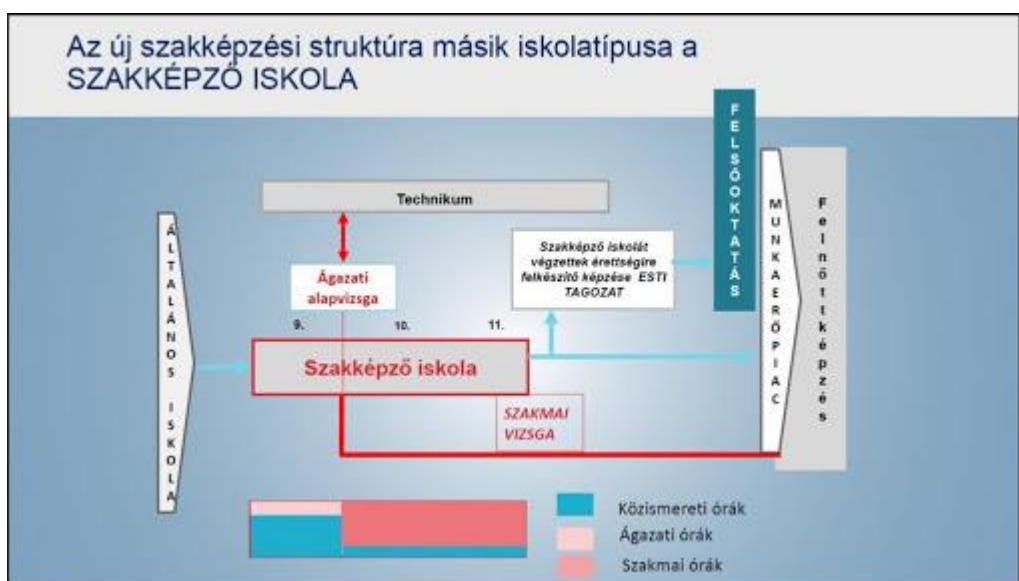 Az új szakképzési struktúra másik iskolatípusa a
SZAKKÉPZŐ ISKOLA
FELSŐOKTATÁS
Technikum
ÁLTALÁNOS ISKOLA
MUNKAERŐPIAC
Felnőttképzés
Szakképző iskolát
végzettek érettségire
felkészítő képzése ESTI
TAGOZAT
Ágazati
alapvizsga
9. 10. 11.
Szakképző iskola
SZAKMAI
VIZSGA
Közismereti órák
Ágazati órák
Szakmai órák